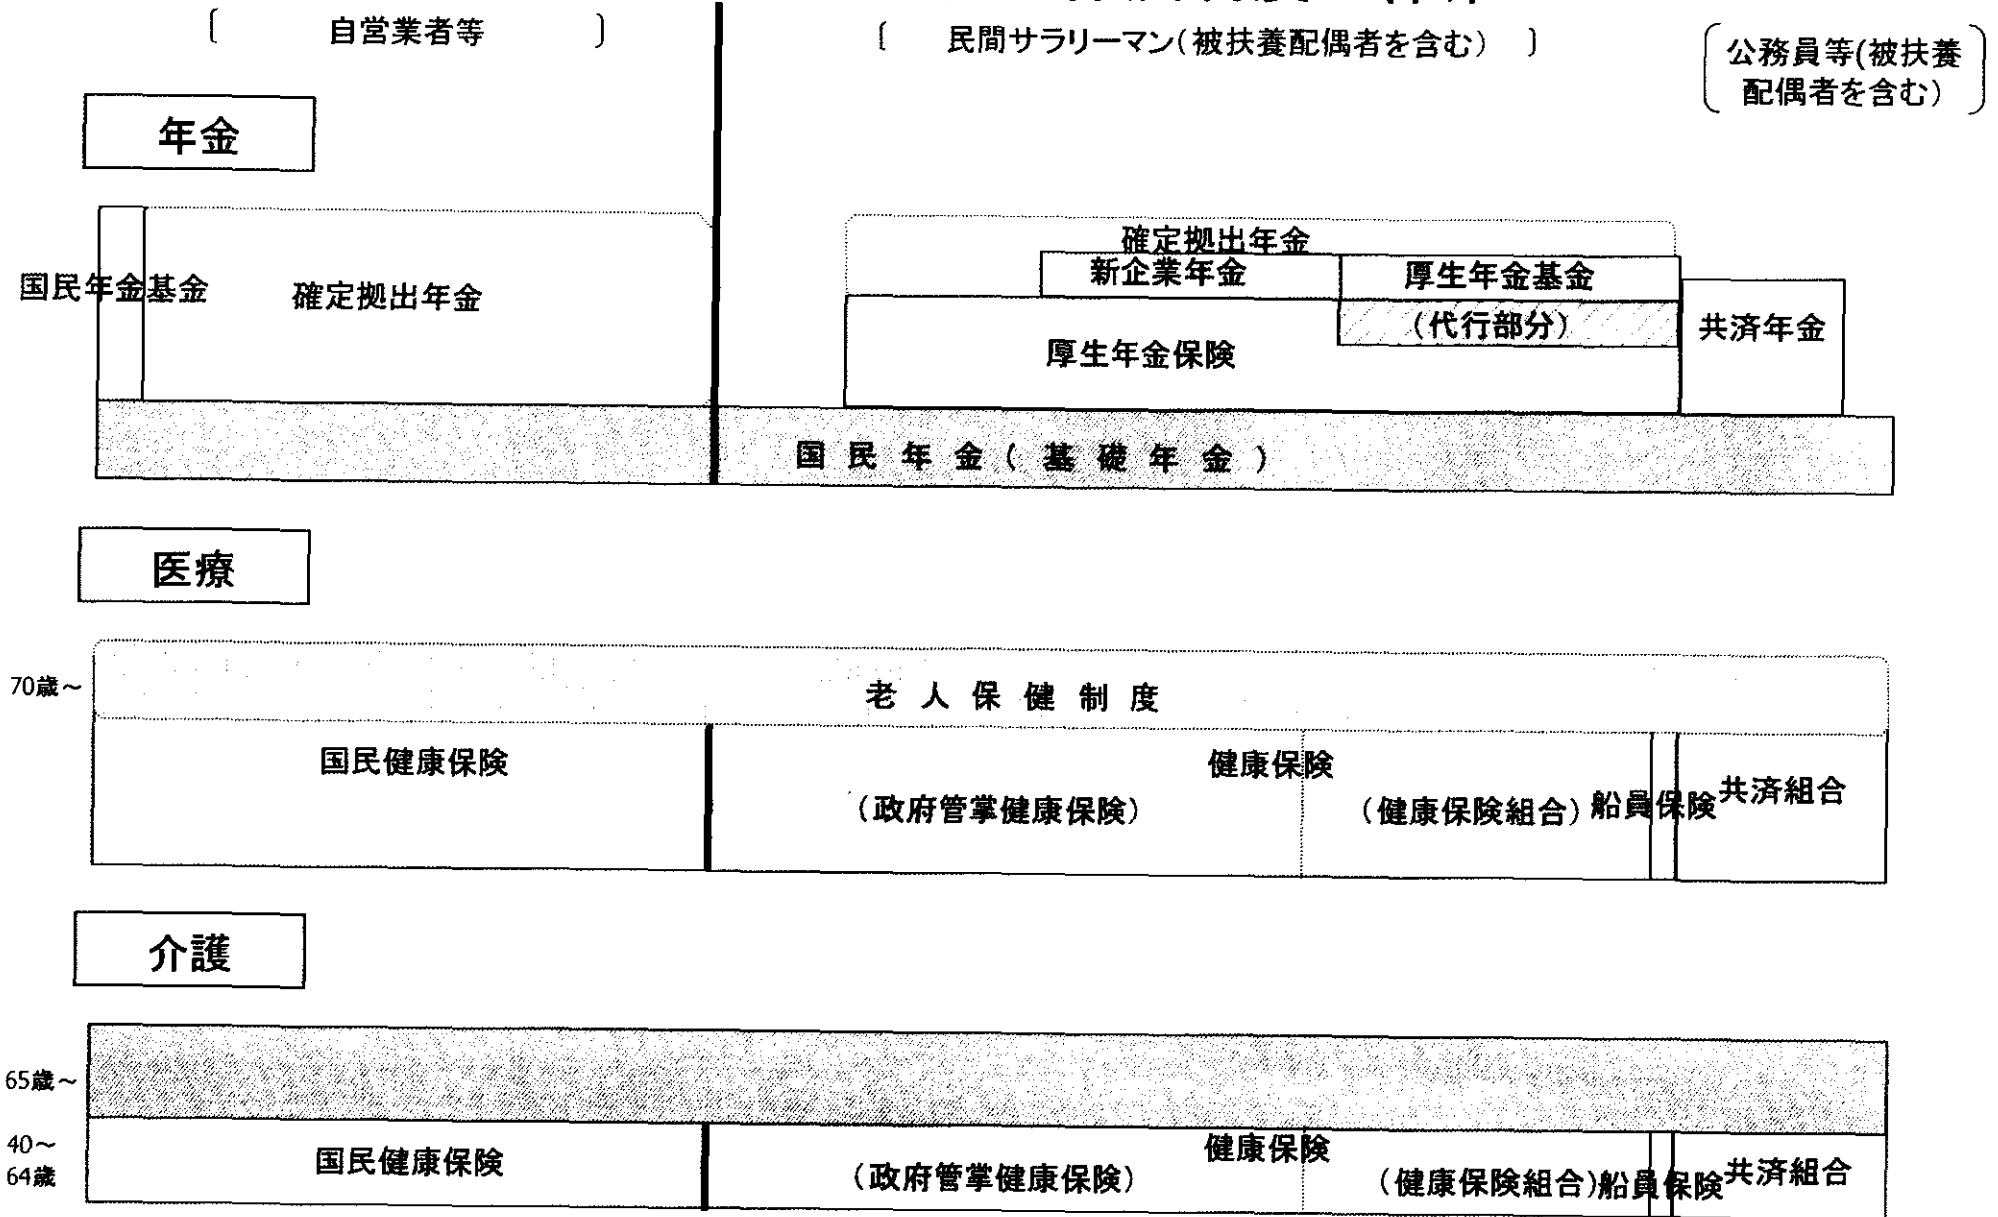 〔 自営業者等 〕
〔 民間サラリーマン(被扶養配偶者を含む) 〕
公務員等(被扶養
配偶者を含む)
年金
国民年金基金
確定拠出年金
確定拠出年金
新企業年金
厚生年金基金
(代行部分)
厚生年金保険
共済年金
国民年金(基礎年金)
医療
70歳~
老人保健制度
国民健康保険
健康保険
(政府管掌健康保険)
(健康保険組合)
船員保険
共済組合
介護
65歳~
40~
64歳
国民健康保険
健康保険
(政府管掌健康保険)
(健康保険組合)
船員保険
共済組合